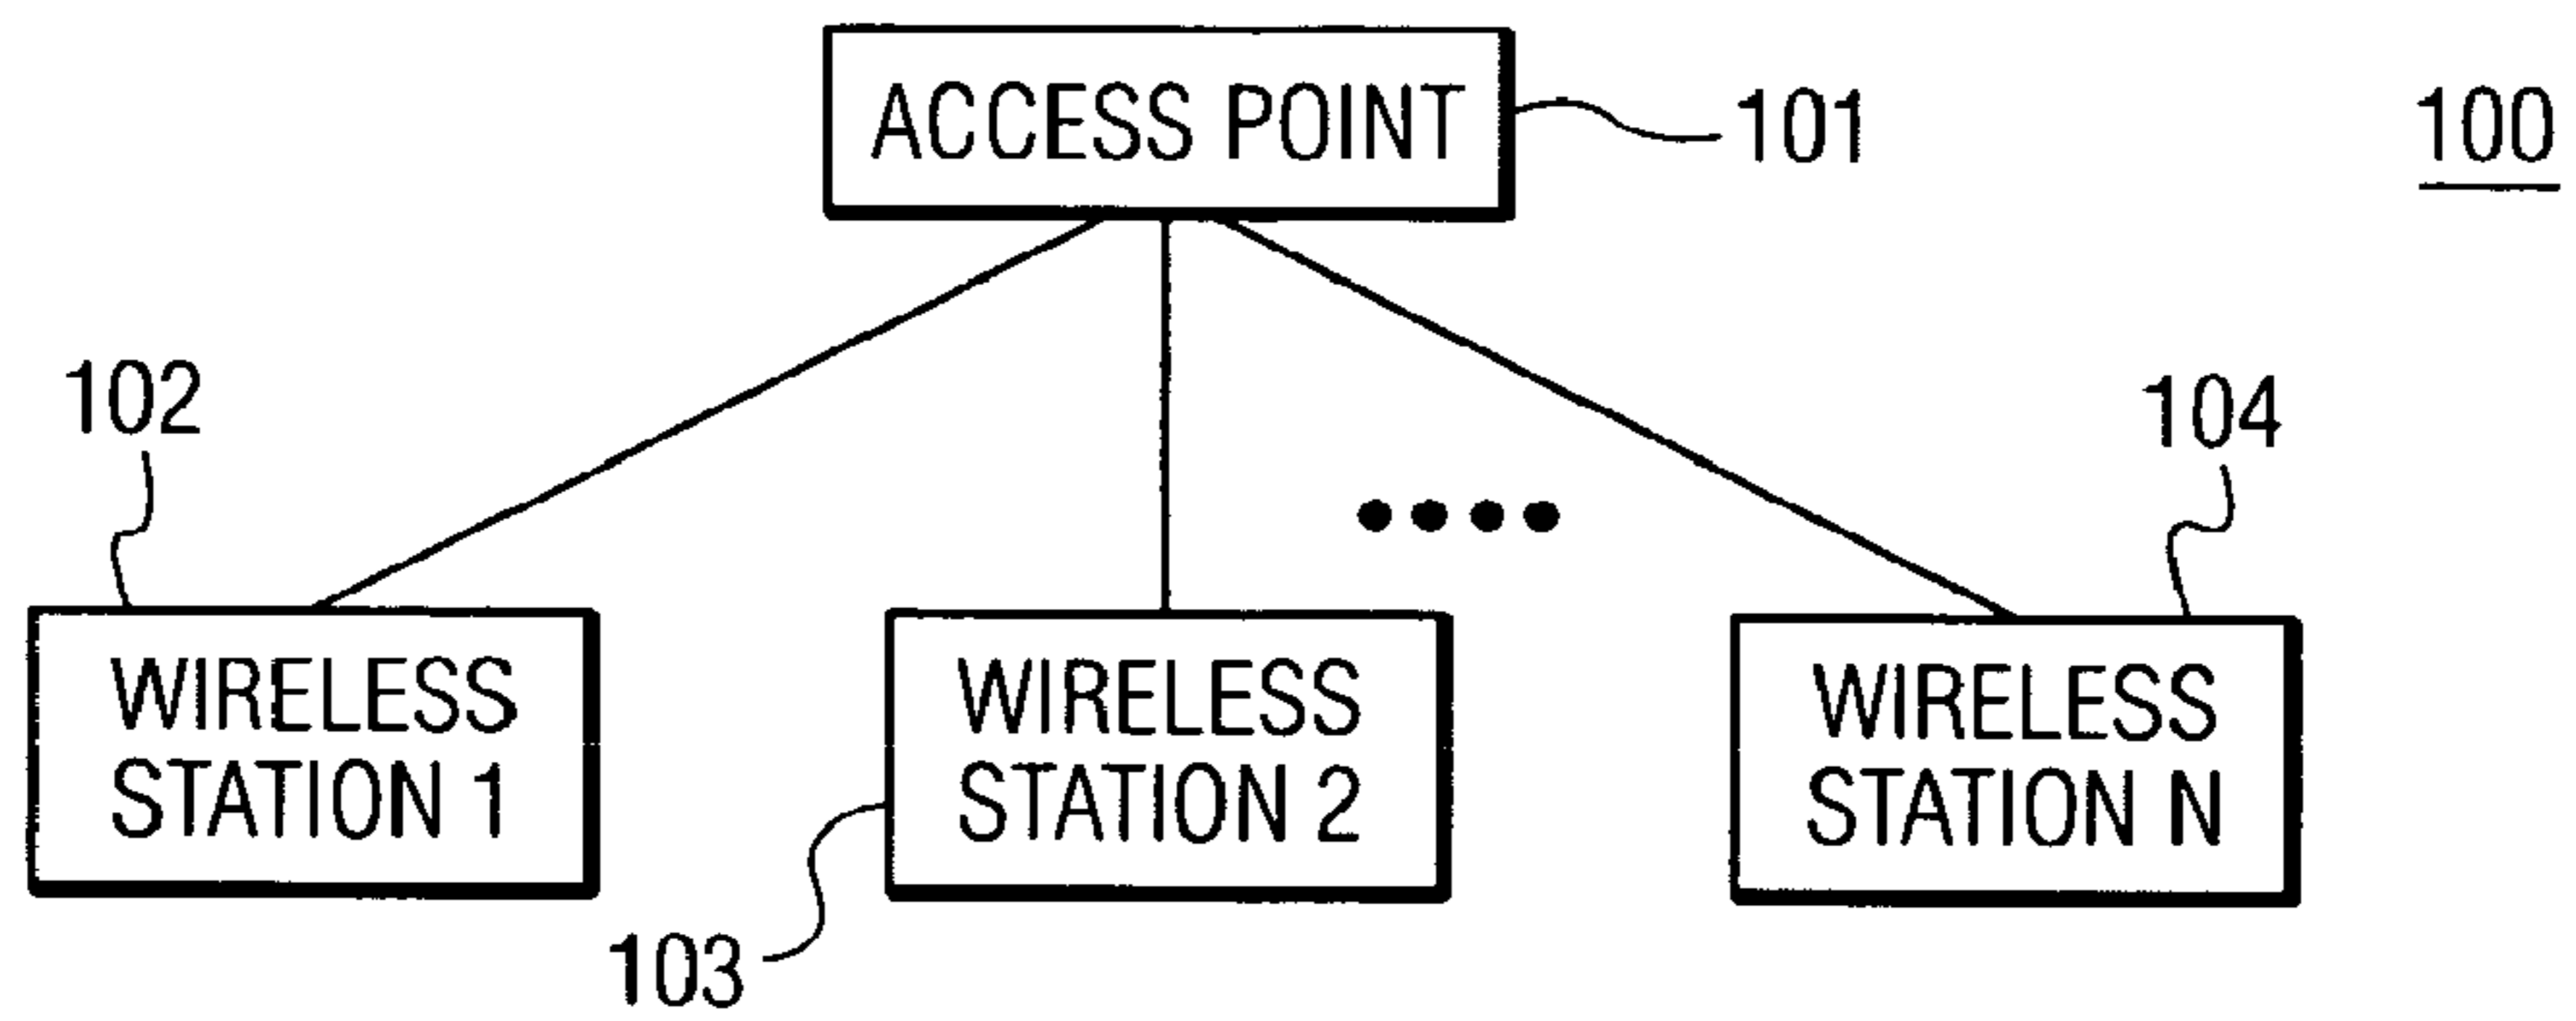 ACCESS POINT
101
100
102
104
WIRELESS
STATION 1
WIRELESS
STATION 2
WIRELESS
STATION N
103